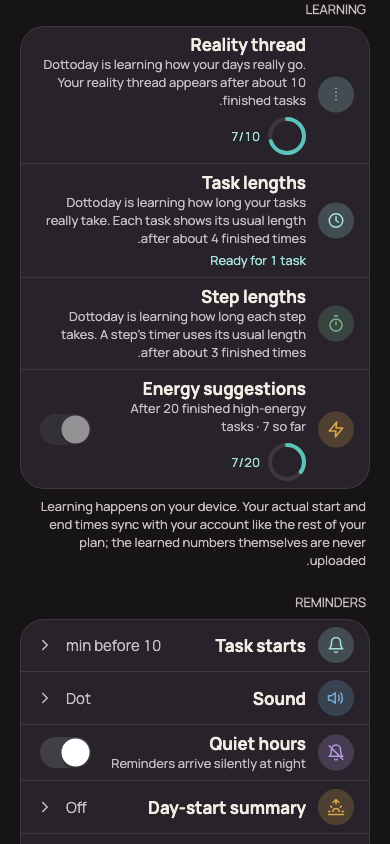 LEARNING
Reality thread
Dottoday is learning how your days really go.
Your reality thread appears after about 10
.finished tasks
7/10
Task lengths
Dottoday is learning how long your tasks
really take. Each task shows its usual length
.after about 4 finished times
Ready for 1 task
Step lengths
Dottoday is learning how long each step
takes. A step's timer uses its usual length
.after about 3 finished times
Energy suggestions
After 20 finished high-energy
tasks · 7 so far
7/20
Learning happens on your device. Your actual start and
end times sync with your account like the rest of your
plan; the learned numbers themselves are never
.uploaded
REMINDERS
Task starts
min before 10
Sound
Dot
Quiet hours
Reminders arrive silently at night
Day-start summary
Off